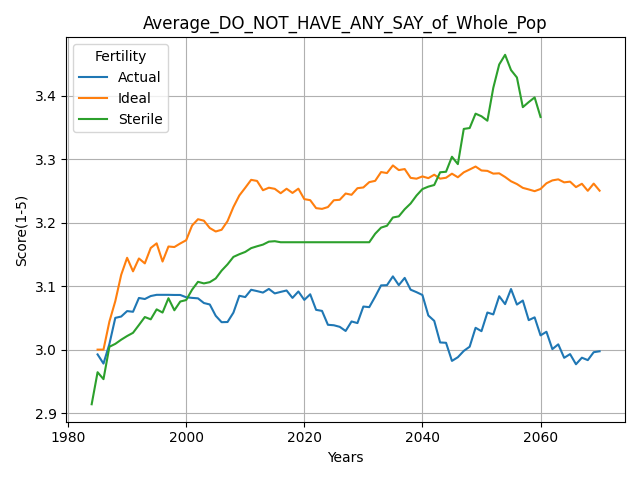 Average_DO_NOT_HAVE_ANY_SAY_of_Whole_Pop
Fertility
Actual
Ideal
Sterile
Score(1-5)
3.4
3.3
3.2
3.1
3.0
2.9
1980 2000 2020 2040 2060
Years